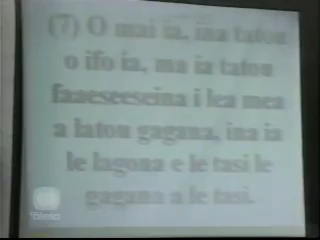 (7) O mai ia, ina tatou
o ifo ia, ma ia tatou
faaeseeseina i lea mea
a latou gagana, ina ia
le lagona e le tasi le
gagana a le tasi.